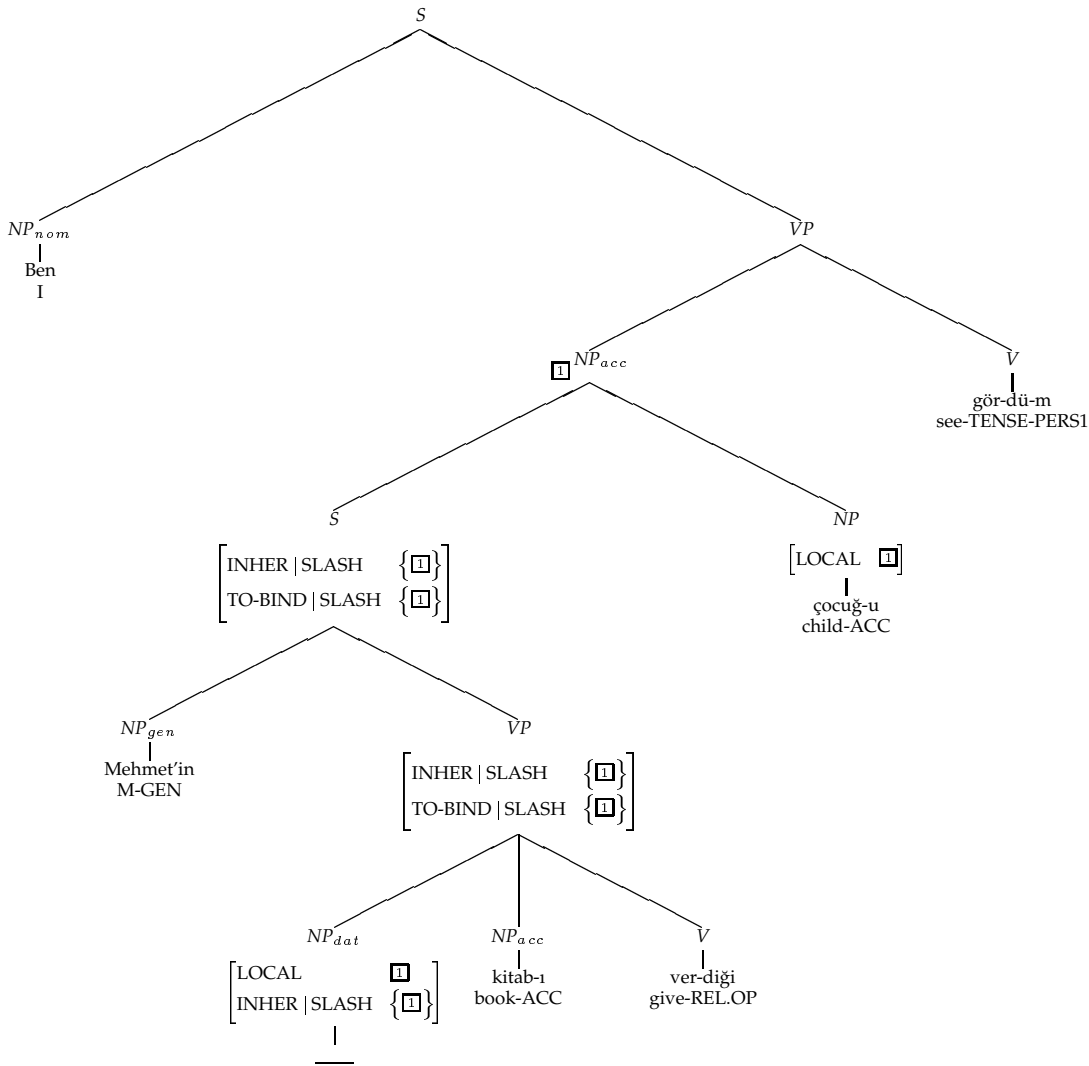 S
NP_nom VP
Ben
I
1 NP_acc V
gör-dü-m
see-TENSE-PERS1
S NP
[INHER | SLASH {1}] [LOCAL 1]
[TO-BIND | SLASH {1}]
çocuğ-u
child-ACC
NP_gen VP
Mehmet'in
M-GEN
[INHER | SLASH {1}]
[TO-BIND | SLASH {1}]
NP_dat NP_acc V
[LOCAL 1] kitab-ı ver-diği
[INHER | SLASH {1}] book-ACC give-REL.OP